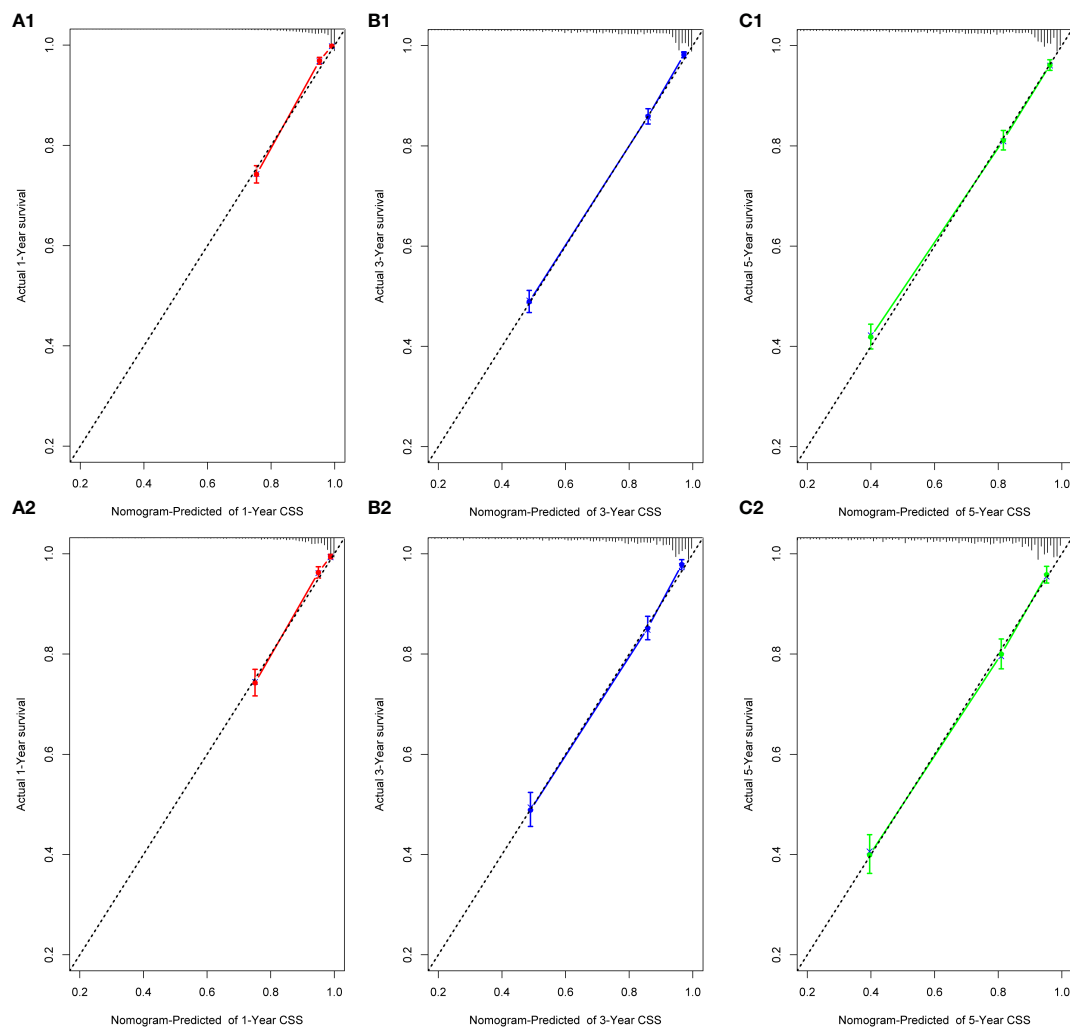 A1
1.0
0.8
0.6
0.4
0.2
Actual 1-Year survival
0.2 0.4 0.6 0.8 1.0
Nomogram-Predicted of 1-Year CSS
B1
1.0
0.8
0.6
0.4
0.2
Actual 3-Year survival
0.2 0.4 0.6 0.8 1.0
Nomogram-Predicted of 3-Year CSS
C1
1.0
0.8
0.6
0.4
0.2
Actual 5-Year survival
0.2 0.4 0.6 0.8 1.0
Nomogram-Predicted of 5-Year CSS
A2
1.0
0.8
0.6
0.4
0.2
Actual 1-Year survival
0.2 0.4 0.6 0.8 1.0
Nomogram-Predicted of 1-Year CSS
B2
1.0
0.8
0.6
0.4
0.2
Actual 3-Year survival
0.2 0.4 0.6 0.8 1.0
Nomogram-Predicted of 3-Year CSS
C2
1.0
0.8
0.6
0.4
0.2
Actual 5-Year survival
0.2 0.4 0.6 0.8 1.0
Nomogram-Predicted of 5-Year CSS